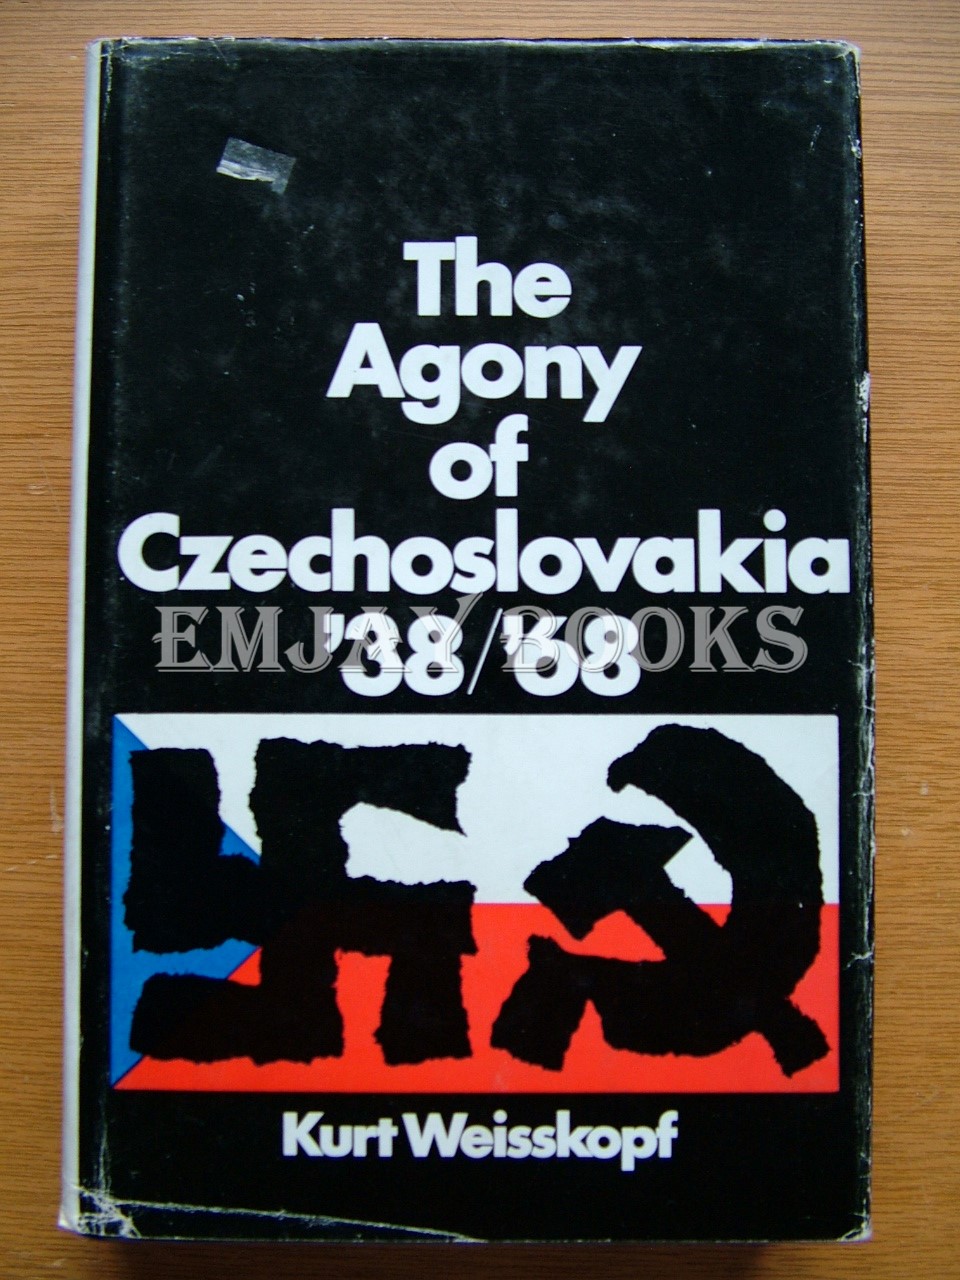 The
Agony
of
Czechoslovakia
'38/'68
EMJAY BOOKS
Kurt Weisskopf